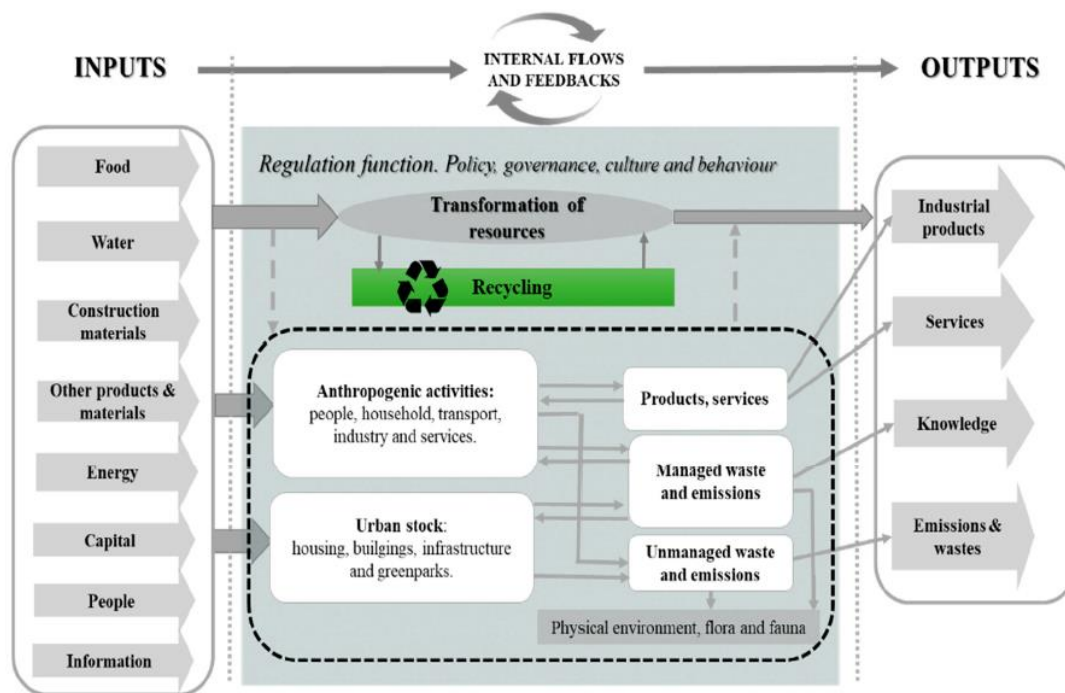 INPUTS
INTERNAL FLOWS
AND FEEDBACKS
OUTPUTS
Food
Water
Construction
materials
Other products &
materials
Energy
Capital
People
Information
Regulation function. Policy, governance, culture and behaviour
Transformation of
resources
Recycling
Anthropogenic activities:
people, household, transport,
industry and services.
Urban stock:
housing, builgings, infrastructure
and greenparks.
Products, services
Managed waste
and emissions
Unmanaged waste
and emissions
Physical environment, flora and fauna
Industrial
products
Services
Knowledge
Emissions &
wastes